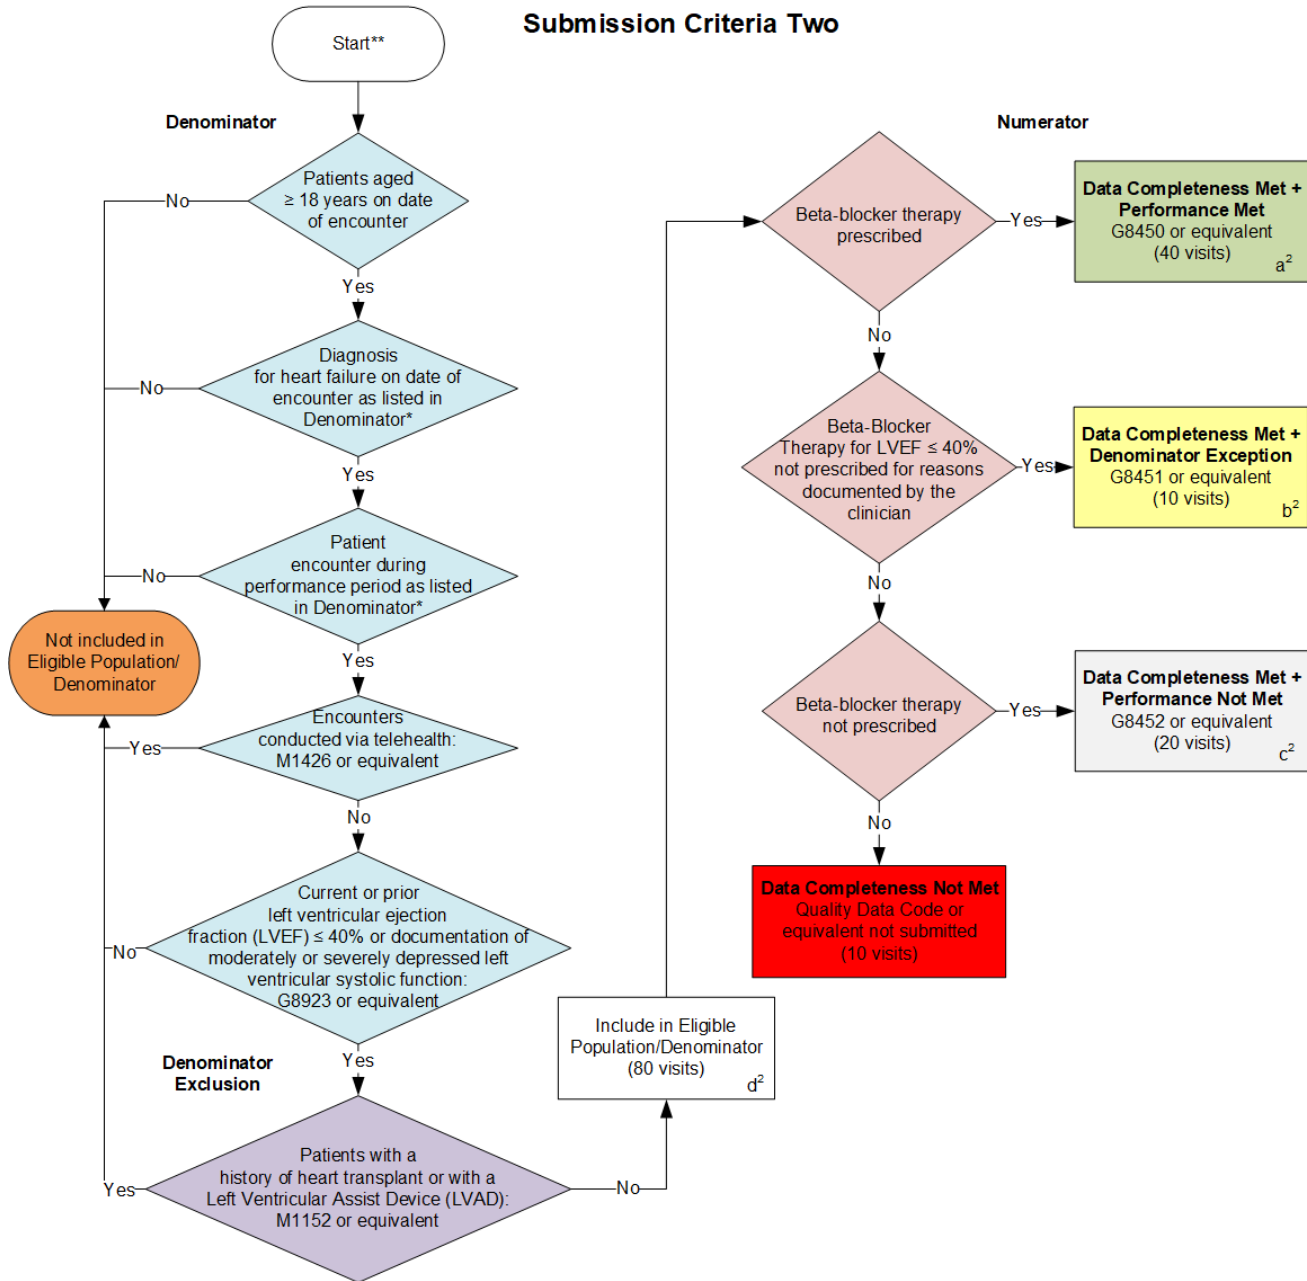 Submission Criteria Two
Start**
Denominator
Patients aged
≥ 18 years on date
of encounter
No
Yes
Diagnosis
for heart failure on date of
encounter as listed in
Denominator*
No
Yes
Patient
encounter during
performance period as listed
in Denominator*
No
Yes
Not included in
Eligible Population/
Denominator
Encounters
conducted via telehealth:
M1426 or equivalent
Yes
No
Current or prior
left ventricular ejection
fraction (LVEF) ≤ 40% or documentation of
moderately or severely depressed left
ventricular systolic function:
G8923 or equivalent
No
Yes
Denominator
Exclusion
Patients with a
history of heart transplant or with a
Left Ventricular Assist Device (LVAD):
M1152 or equivalent
Yes
No
Include in Eligible
Population/Denominator
(80 visits)
d²
Numerator
Beta-blocker therapy
prescribed
Yes
Data Completeness Met +
Performance Met
G8450 or equivalent
(40 visits)
a²
No
Beta-Blocker
Therapy for LVEF ≤ 40%
not prescribed for reasons
documented by the
clinician
Yes
Data Completeness Met +
Denominator Exception
G8451 or equivalent
(10 visits)
b²
No
Beta-blocker therapy
not prescribed
Yes
Data Completeness Met +
Performance Not Met
G8452 or equivalent
(20 visits)
c²
No
Data Completeness Not Met
Quality Data Code or
equivalent not submitted
(10 visits)